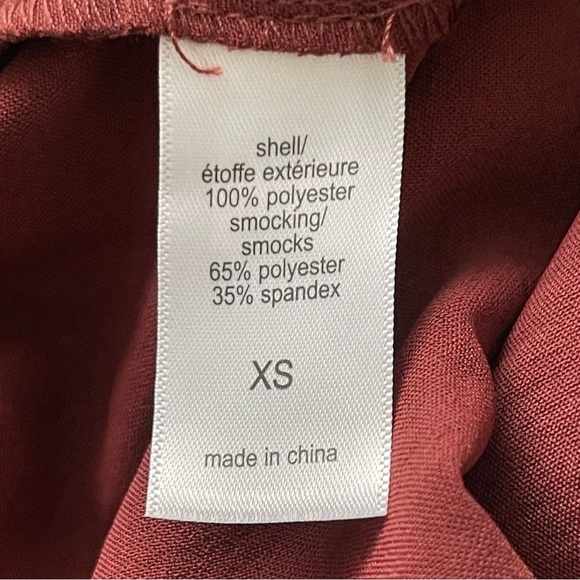 shell/
étoffe extérieure
100% polyester
smocking/
smocks
65% polyester
35% spandex
XS
made in china